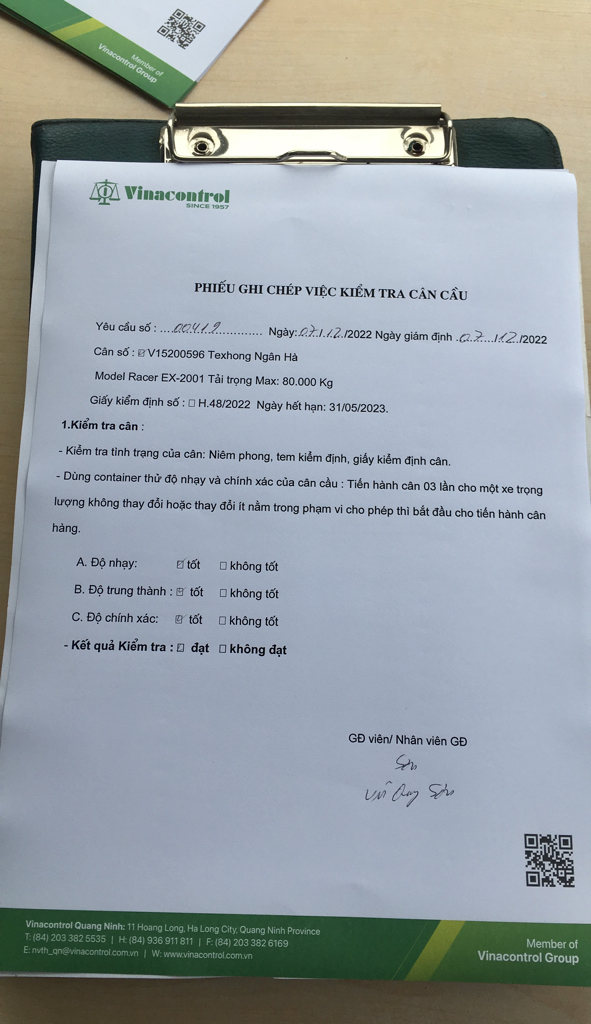 Member of
Vinacontrol Group
Vinacontrol
SINCE 1957
PHIẾU GHI CHÉP VIỆC KIỂM TRA CÂN CẦU
Yêu cầu số : ...00419............... Ngày:07/12/2022 Ngày giám định .07.../12./2022
Cân số : ☑ V15200596 Texhong Ngân Hà
Model Racer EX-2001 Tải trọng Max: 80.000 Kg
Giấy kiểm định số : ☐ H.48/2022 Ngày hết hạn: 31/05/2023.
1.Kiểm tra cân :
- Kiểm tra tình trạng của cân: Niêm phong, tem kiểm định, giấy kiểm định cân.
- Dùng container thử độ nhạy và chính xác của cân cầu : Tiến hành cân 03 lần cho một xe trọng
lượng không thay đổi hoặc thay đổi ít nằm trong phạm vi cho phép thì bắt đầu cho tiến hành cân
hàng.
A. Độ nhạy: ☑ tốt ☐ không tốt
B. Độ trung thành : ☑ tốt ☐ không tốt
C. Độ chính xác: ☑ tốt ☐ không tốt
- Kết quả Kiểm tra : ☑ đạt ☐ không đạt
GĐ viên/ Nhân viên GĐ
Sơn
Sơn
Vinacontrol Quang Ninh: 11 Hoang Long, Ha Long City, Quang Ninh Province
T: (84) 203 382 5535 | H: (84) 936 911 811 | F: (84) 203 382 6169
E: nvth_qn@vinacontrol.com.vn | W: www.vinacontrol.com.vn
Member of
Vinacontrol Group